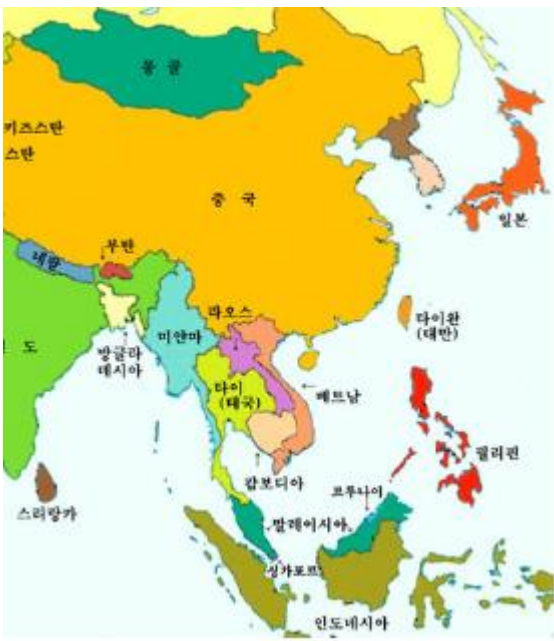 몽 골
키즈스탄
스탄
중 국
일본
네팔
부탄
라오스
미얀마
타이완
(대만)
도
방글라
데시아
타이
(태국)
베트남
필리핀
캄보디아
브루나이
스리랑카
말레이시아
싱가포르
인도네시아